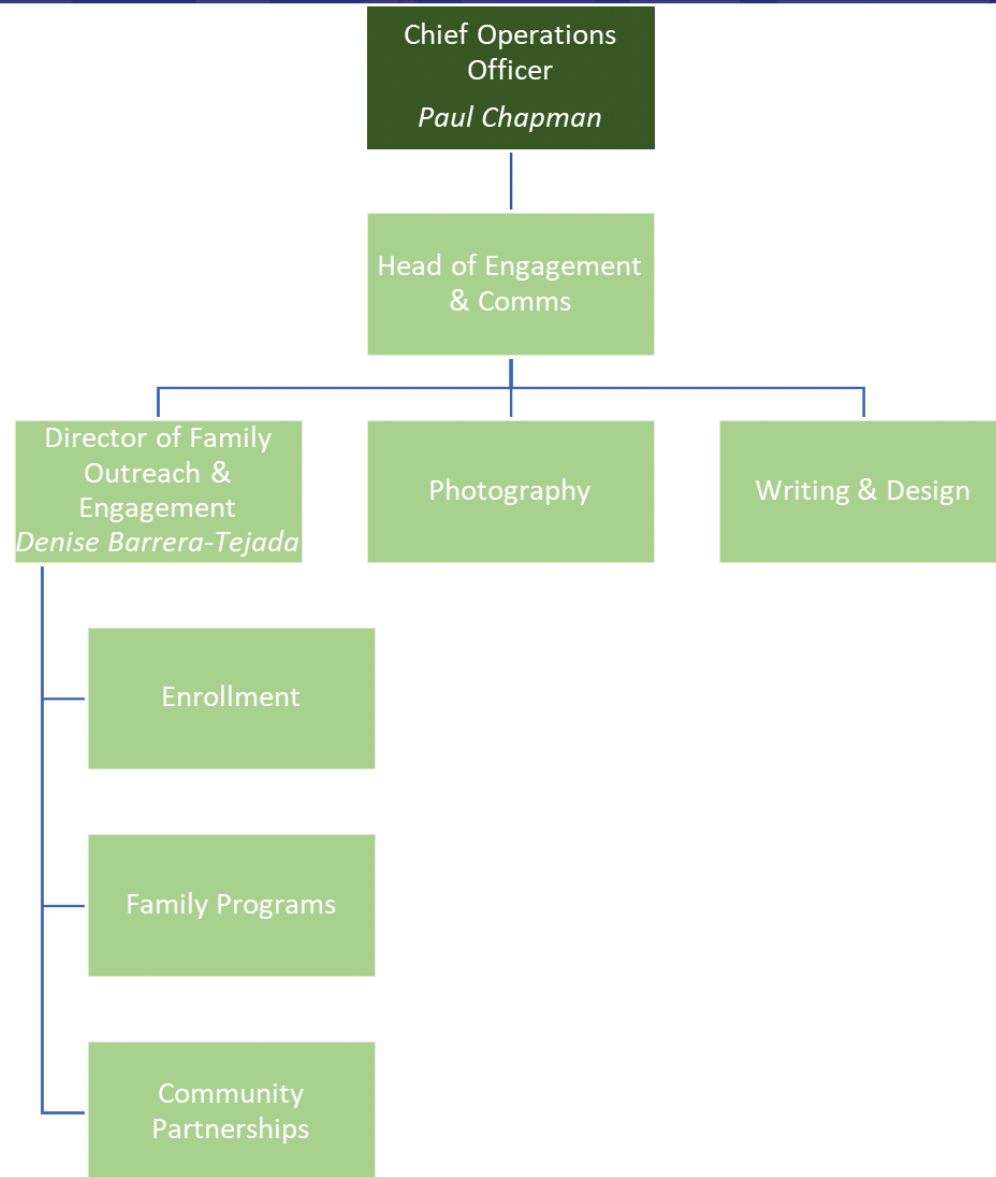 Chief Operations
Officer
Paul Chapman
Head of Engagement
& Comms
Director of Family
Outreach &
Engagement
Denise Barrera-Tejada
Photography
Writing & Design
Enrollment
Family Programs
Community
Partnerships